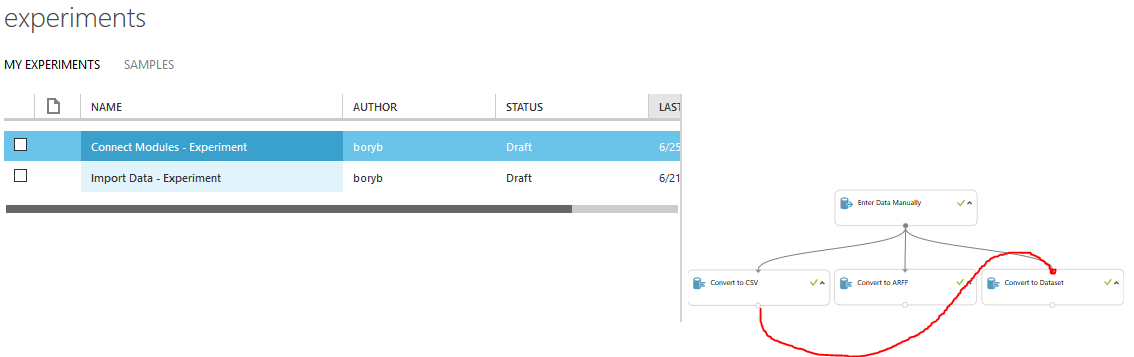 experiments
MY EXPERIMENTS SAMPLES
NAME AUTHOR STATUS LAST
Connect Modules - Experiment boryb Draft 6/25
Import Data - Experiment boryb Draft 6/21
Enter Data Manually
Convert to CSV Convert to ARFF Convert to Dataset